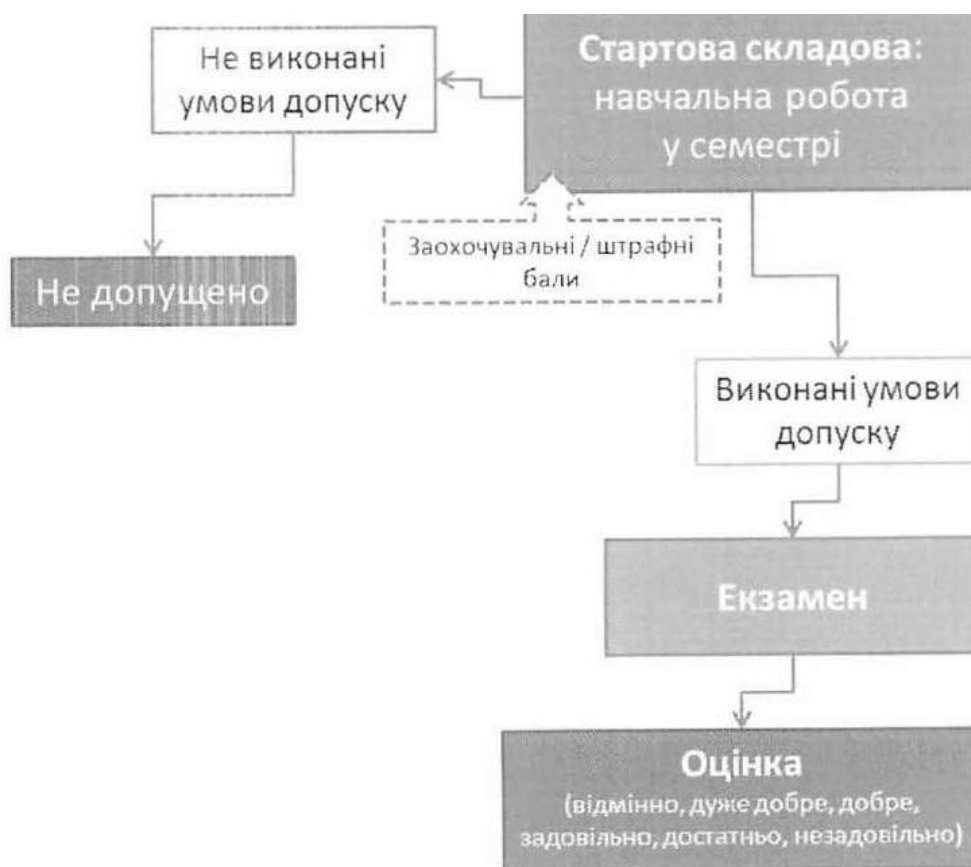 Стартова складова:
навчальна робота
у семестрі
Не виконані
умови допуску
Заохочувальні / штрафні
бали
Не допущено
Виконані умови
допуску
Екзамен
Оцінка
(відмінно, дуже добре, добре,
задовільно, достатньо, незадовільно)